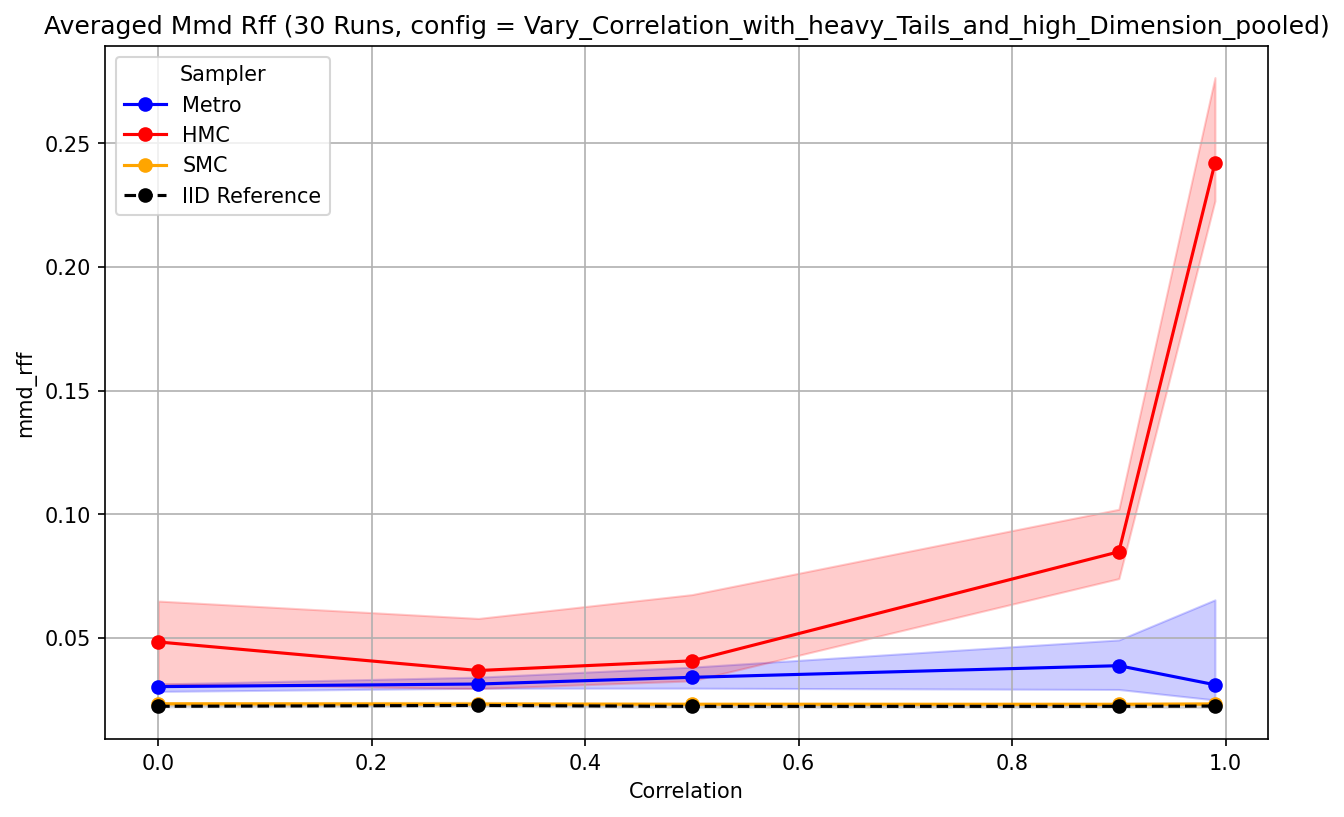 Averaged Mmd Rff (30 Runs, config = Vary_Correlation_with_heavy_Tails_and_high_Dimension_pooled)
Sampler
Metro
HMC
SMC
IID Reference
mmd_rff
0.25
0.20
0.15
0.10
0.05
0.0
0.2
0.4
0.6
0.8
1.0
Correlation